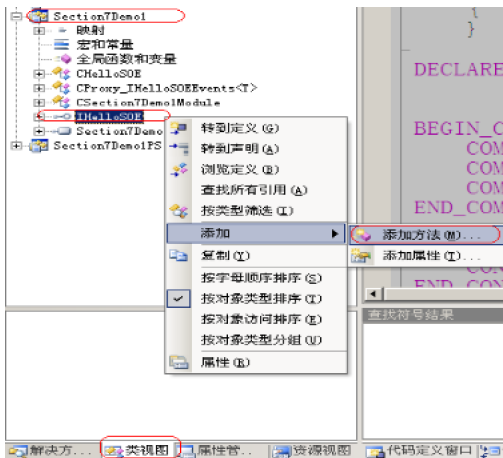 Section7Demo1
映射
宏和常量
全局函数和变量
CHelloSOE
CProxy_IHelloSOEEvents<T>
CSection7Demo1Module
IHelloSOE
Section7Demo
Section7Demo1PS
{
}
DECLARE
BEGIN_C
COM
COM
COM
END_COM
CON
END_CON
转到定义(G)
转到声明(A)
浏览定义(B)
查找所有引用(A)
按类型筛选(I)
添加
复制(Y)
按字母顺序排序(S)
按对象类型排序(T)
按对象访问排序(E)
按对象类型分组(U)
属性(R)
添加方法(M)...
添加属性(I)...
查找符号结果
解决方...
类视图
属性管..
资源视图
代码定义窗口